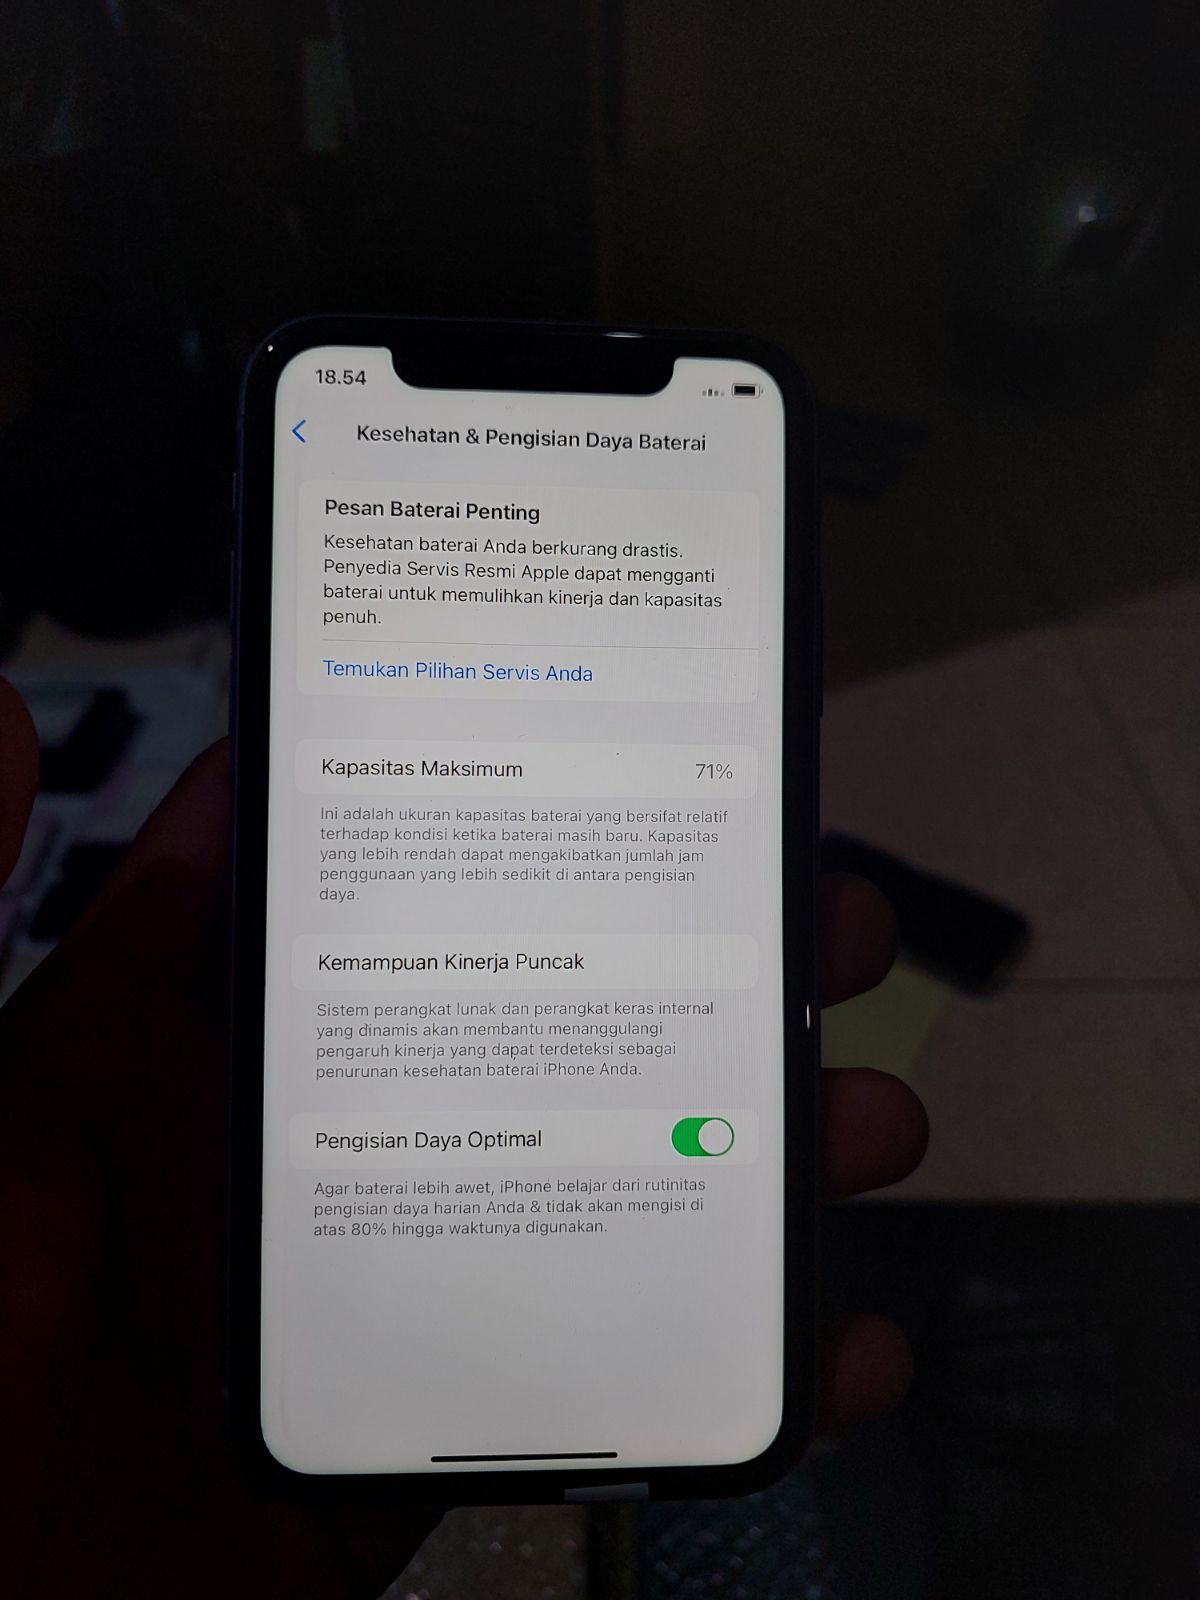 18.54
Kesehatan & Pengisian Daya Baterai
Pesan Baterai Penting
Kesehatan baterai Anda berkurang drastis.
Penyedia Servis Resmi Apple dapat mengganti
baterai untuk memulihkan kinerja dan kapasitas
penuh.
Temukan Pilihan Servis Anda
Kapasitas Maksimum 71%
Ini adalah ukuran kapasitas baterai yang bersifat relatif
terhadap kondisi ketika baterai masih baru. Kapasitas
yang lebih rendah dapat mengakibatkan jumlah jam
penggunaan yang lebih sedikit di antara pengisian
daya.
Kemampuan Kinerja Puncak
Sistem perangkat lunak dan perangkat keras internal
yang dinamis akan membantu menanggulangi
pengaruh kinerja yang dapat terdeteksi sebagai
penurunan kesehatan baterai iPhone Anda.
Pengisian Daya Optimal
Agar baterai lebih awet, iPhone belajar dari rutinitas
pengisian daya harian Anda & tidak akan mengisi di
atas 80% hingga waktunya digunakan.